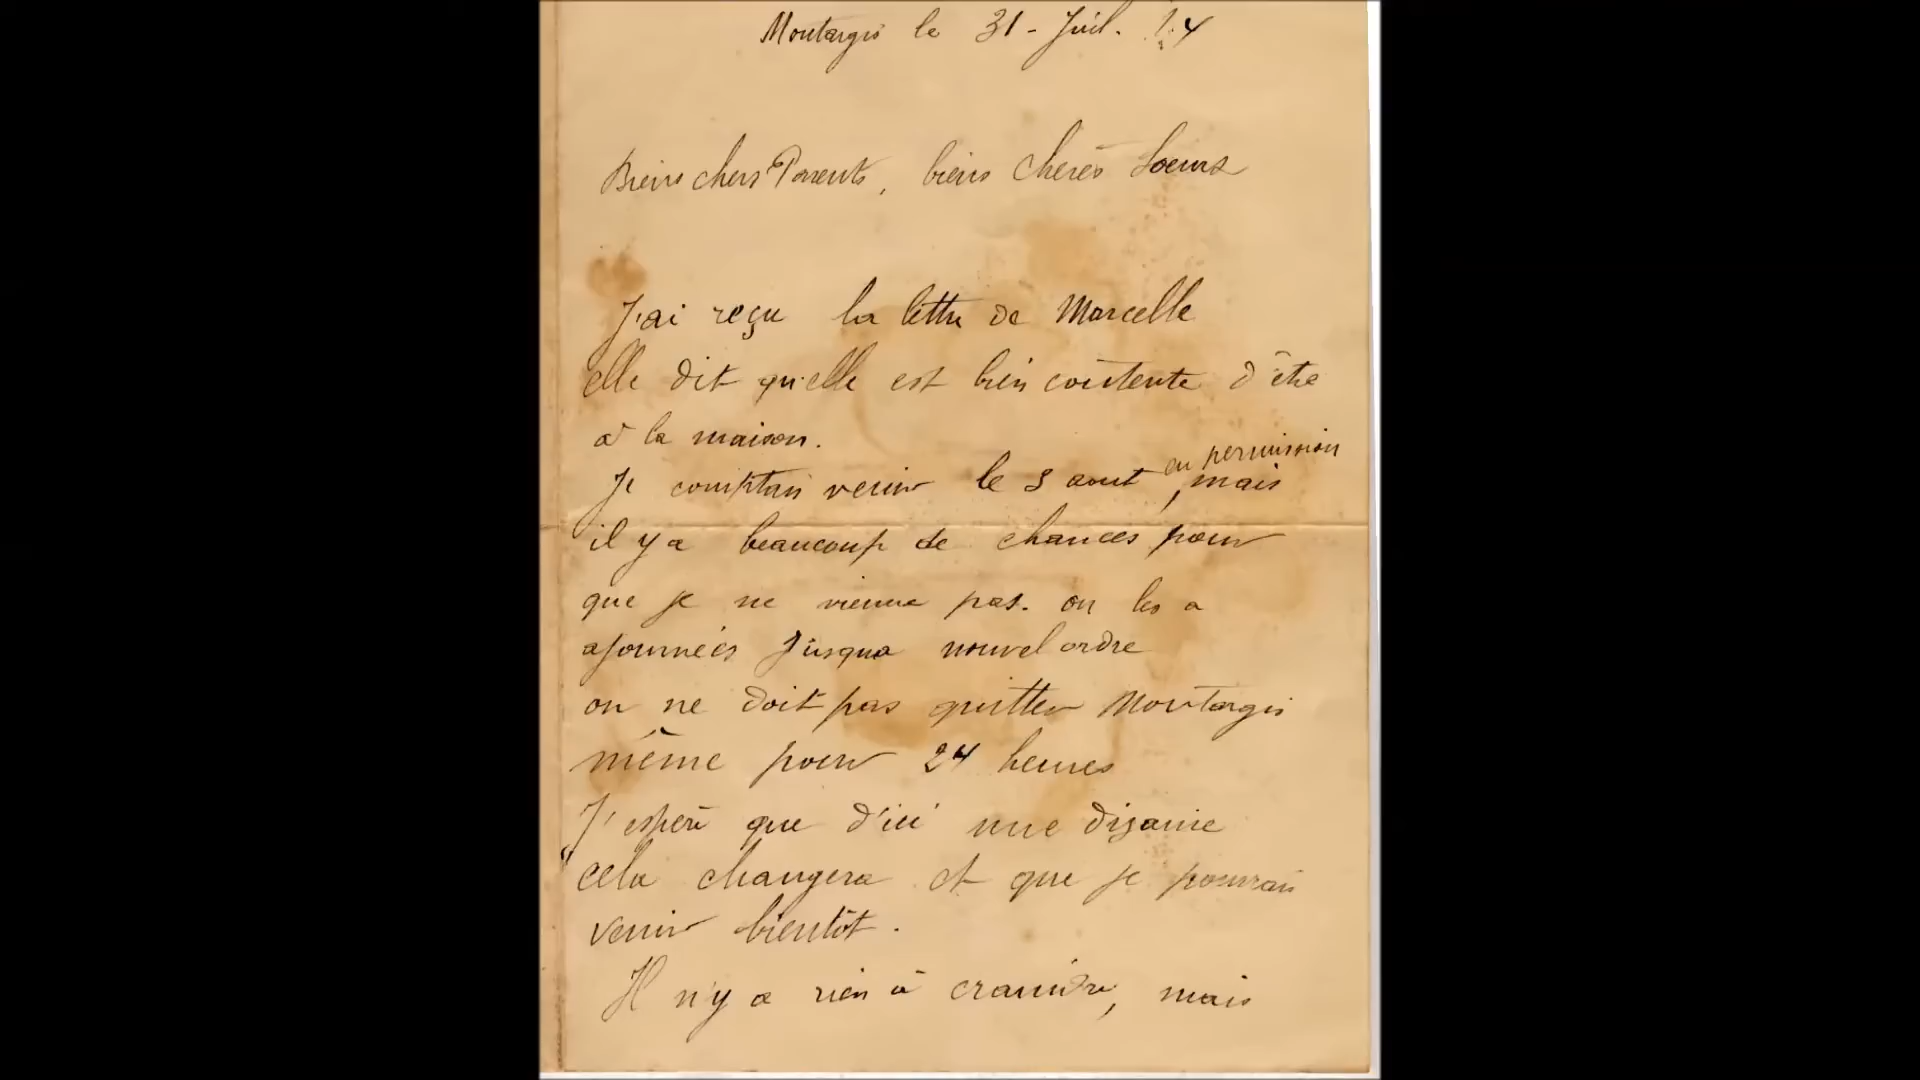 Montargis le 31 - Juil. 14
Biens chers Parents, biens cherès Soeurs
J'ai reçu la lettre de Marcelle
elle dit qu'elle est bien contente d'être
à la maison.
Je comptais venir le 3 aout en permission, mais
il y a beaucoup de chances pour
que je ne vienne pas. on les a
ajournées jusqua nouvel ordre
on ne doit pas quitter Montargis
même pour 24 heures
J'espère que d'ici une dizaine
cela changera et que je pourrai
venir bientôt.
Il n'y a rien à craindre, mais